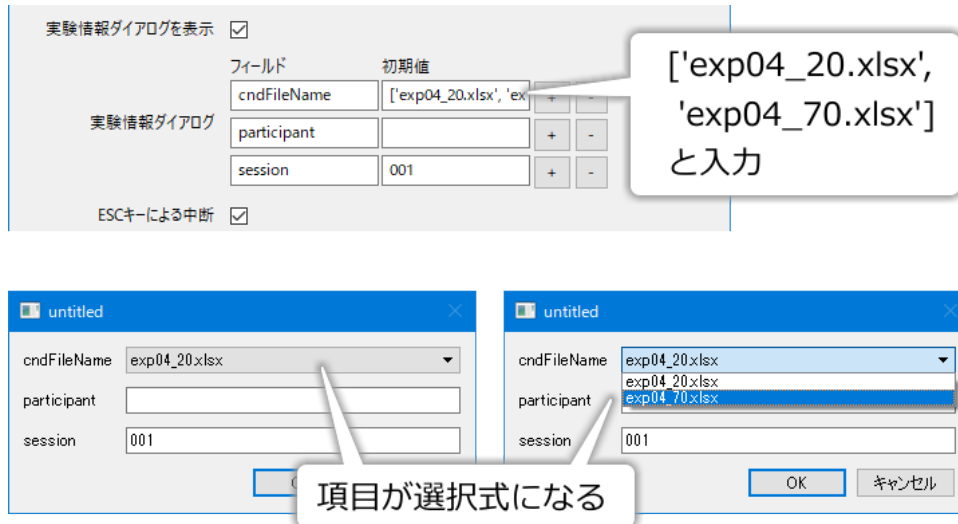 実験情報ダイアログを表示
フィールド 初期値
cndFileName ['exp04_20.xlsx', 'ex + -
実験情報ダイアログ
participant + -
session 001 + -
ESCキーによる中断
['exp04_20.xlsx',
'exp04_70.xlsx']
と入力
untitled
cndFileName exp04_20.xlsx
participant
session 001
untitled
cndFileName exp04_20.xlsx
exp04_20.xlsx
participant exp04_70.xlsx
session 001
OK キャンセル
項目が選択式になる